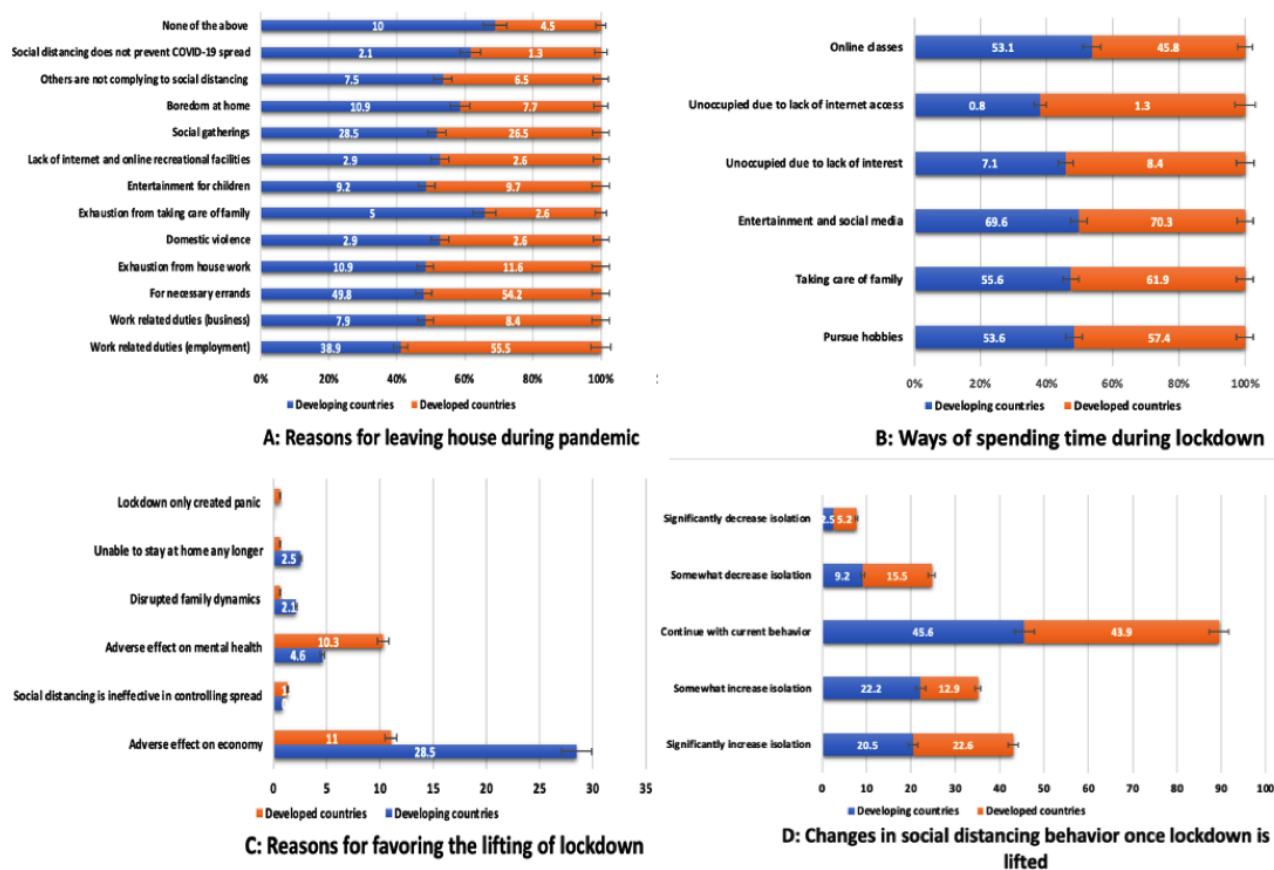 None of the above
10
4.5
Social distancing does not prevent COVID-19 spread
2.1
1.3
Others are not complying to social distancing
7.5
6.5
Boredom at home
10.9
7.7
Social gatherings
28.5
26.5
Lack of internet and online recreational facilities
2.9
2.6
Entertainment for children
9.2
9.7
Exhaustion from taking care of family
5
2.6
Domestic violence
2.9
2.6
Exhaustion from house work
10.9
11.6
For necessary errands
49.8
54.2
Work related duties (business)
7.9
8.4
Work related duties (employment)
38.9
55.5
0% 20% 40% 60% 80% 100%
Developing countries Developed countries
A: Reasons for leaving house during pandemic
Online classes
53.1
45.8
Unoccupied due to lack of internet access
0.8
1.3
Unoccupied due to lack of interest
7.1
8.4
Entertainment and social media
69.6
70.3
Taking care of family
55.6
61.9
Pursue hobbies
53.6
57.4
0% 20% 40% 60% 80% 100%
Developing countries Developed countries
B: Ways of spending time during lockdown
Lockdown only created panic
Unable to stay at home any longer
2.5
Disrupted family dynamics
2.1
Adverse effect on mental health
10.3
4.6
Social distancing is ineffective in controlling spread
Adverse effect on economy
11
28.5
0 5 10 15 20 25 30 35
Developed countries Developing countries
C: Reasons for favoring the lifting of lockdown
Significantly decrease isolation
2.5
5.2
Somewhat decrease isolation
9.2
15.5
Continue with current behavior
45.6
43.9
Somewhat increase isolation
22.2
12.9
Significantly increase isolation
20.5
22.6
0 10 20 30 40 50 60 70 80 90 100
Developing countries Developed countries
D: Changes in social distancing behavior once lockdown is
lifted